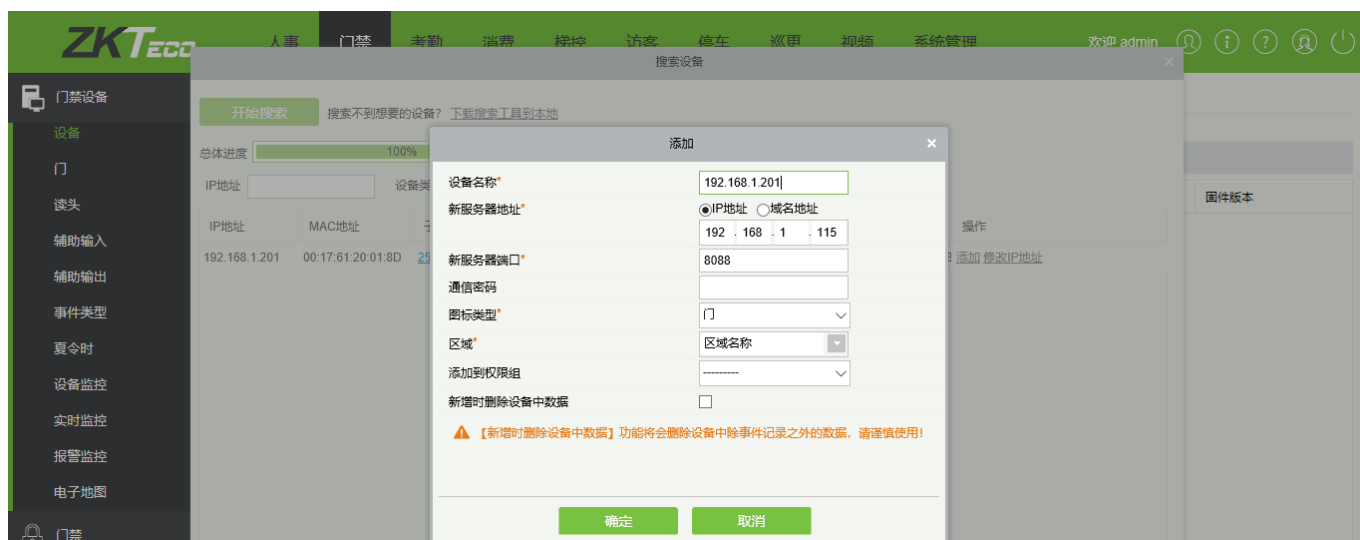 ZKTECO 人事 门禁 考勤 消费 梯控 访客 停车 巡更 视频 系统管理 欢迎 admin
搜索设备 ×
门禁设备
设备
门
读头
辅助输入
辅助输出
事件类型
夏令时
设备监控
实时监控
报警监控
电子地图
门禁
开始搜索 搜索不到想要的设备? 下载搜索工具到本地
总体进度 100%
IP地址 设备类
IP地址 MAC地址 操作
192.168.1.201 00:17:61:20:01:8D 25 添加 修改IP地址
固件版本
添加 ×
设备名称* 192.168.1.201
新服务器地址* IP地址 域名地址
192 . 168 . 1 . 115
新服务器端口* 8088
通信密码
图标类型* 门
区域* 区域名称
添加到权限组 ---------
新增时删除设备中数据
【新增时删除设备中数据】功能将会删除设备中除事件记录之外的数据，请谨慎使用!
确定 取消